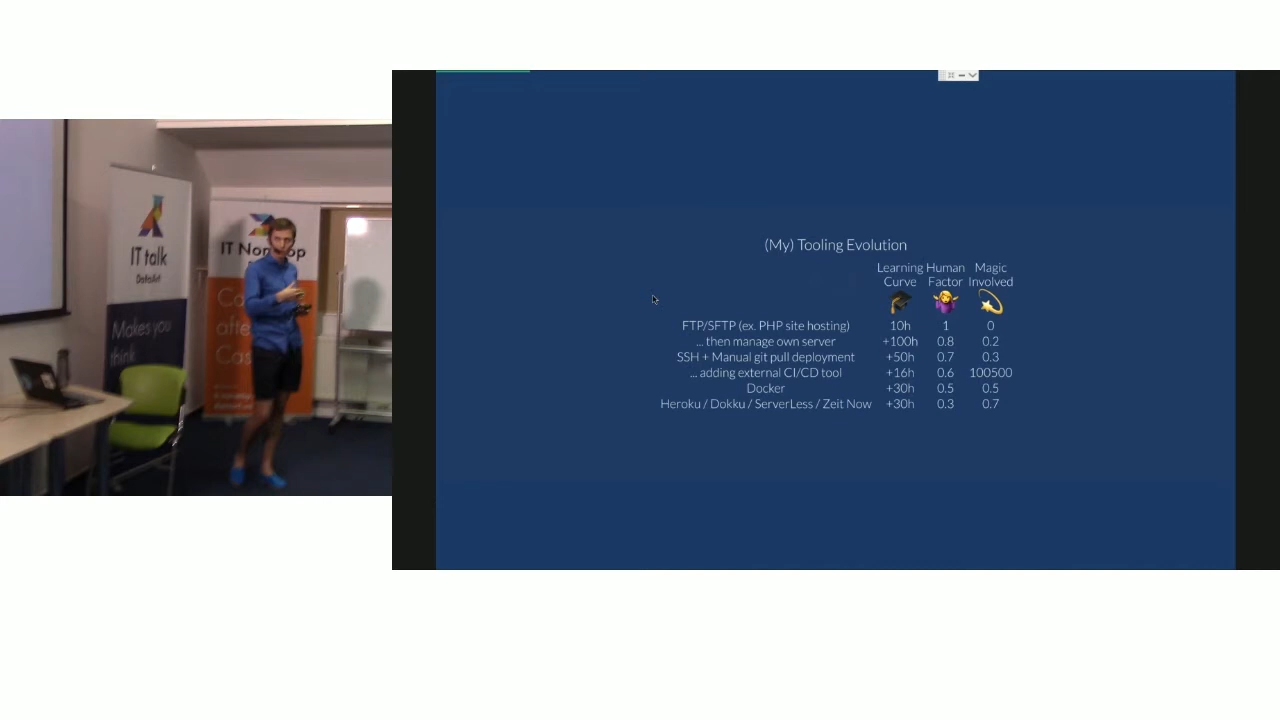 IT talk
DataArt
Makes you
think
IT Non
(My) Tooling Evolution
Learning Human Magic
Curve Factor Involved
FTP/SFTP (ex. PHP site hosting) 10h 1 0
... then manage own server +100h 0.8 0.2
SSH + Manual git pull deployment +50h 0.7 0.3
... adding external CI/CD tool +16h 0.6 100500
Docker +30h 0.5 0.5
Heroku / Dokku / ServerLess / Zeit Now +30h 0.3 0.7